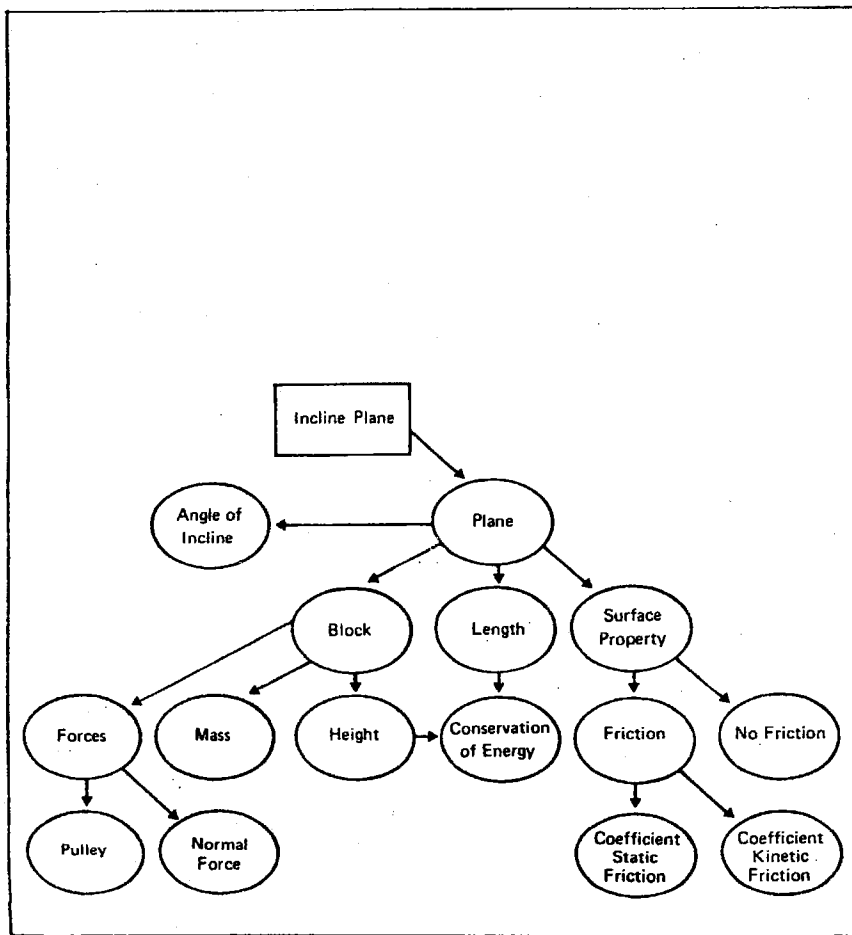 Incline Plane
Angle of
Incline
Plane
Block
Length
Surface
Property
Forces
Mass
Height
Conservation
of Energy
Friction
No Friction
Pulley
Normal
Force
Coefficient
Static
Friction
Coefficient
Kinetic
Friction